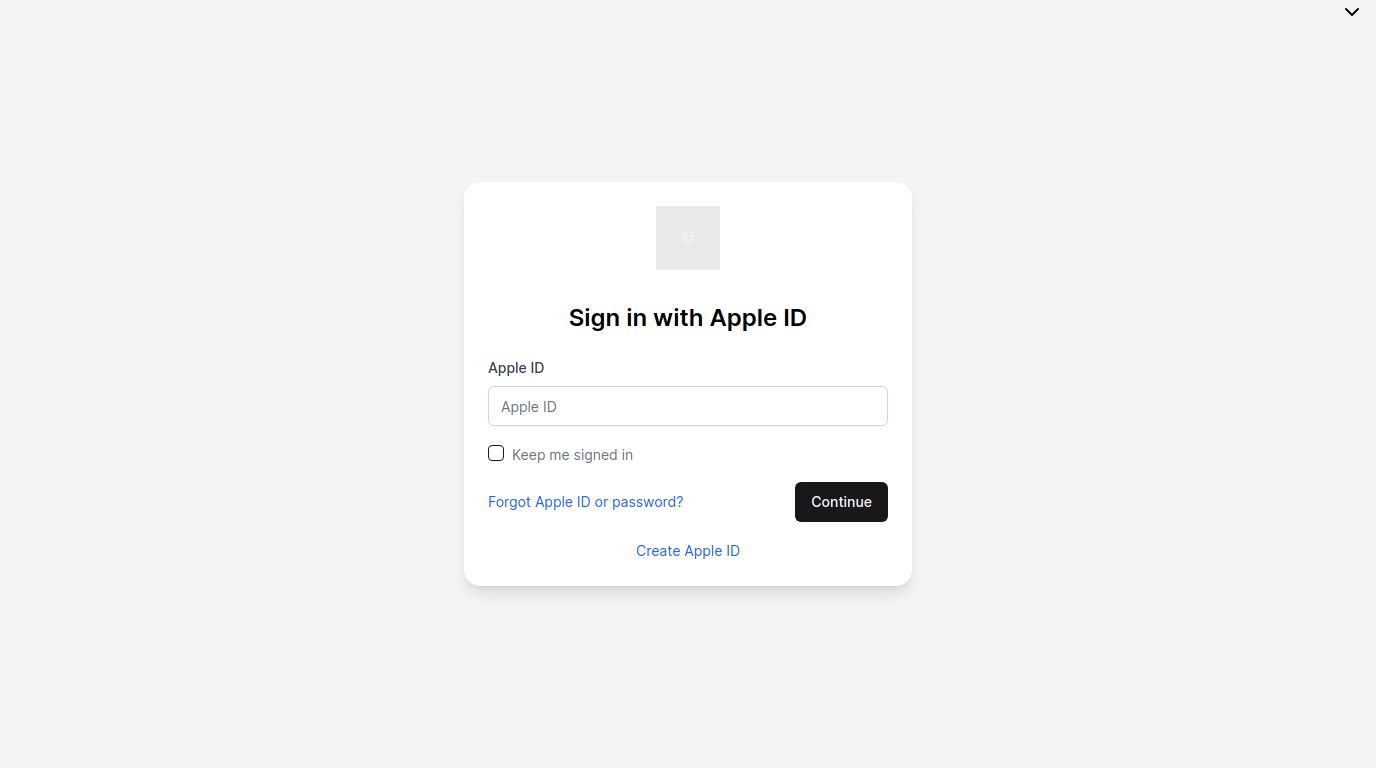 Sign in with Apple ID
Apple ID
Apple ID
Keep me signed in
Forgot Apple ID or password?
Continue
Create Apple ID